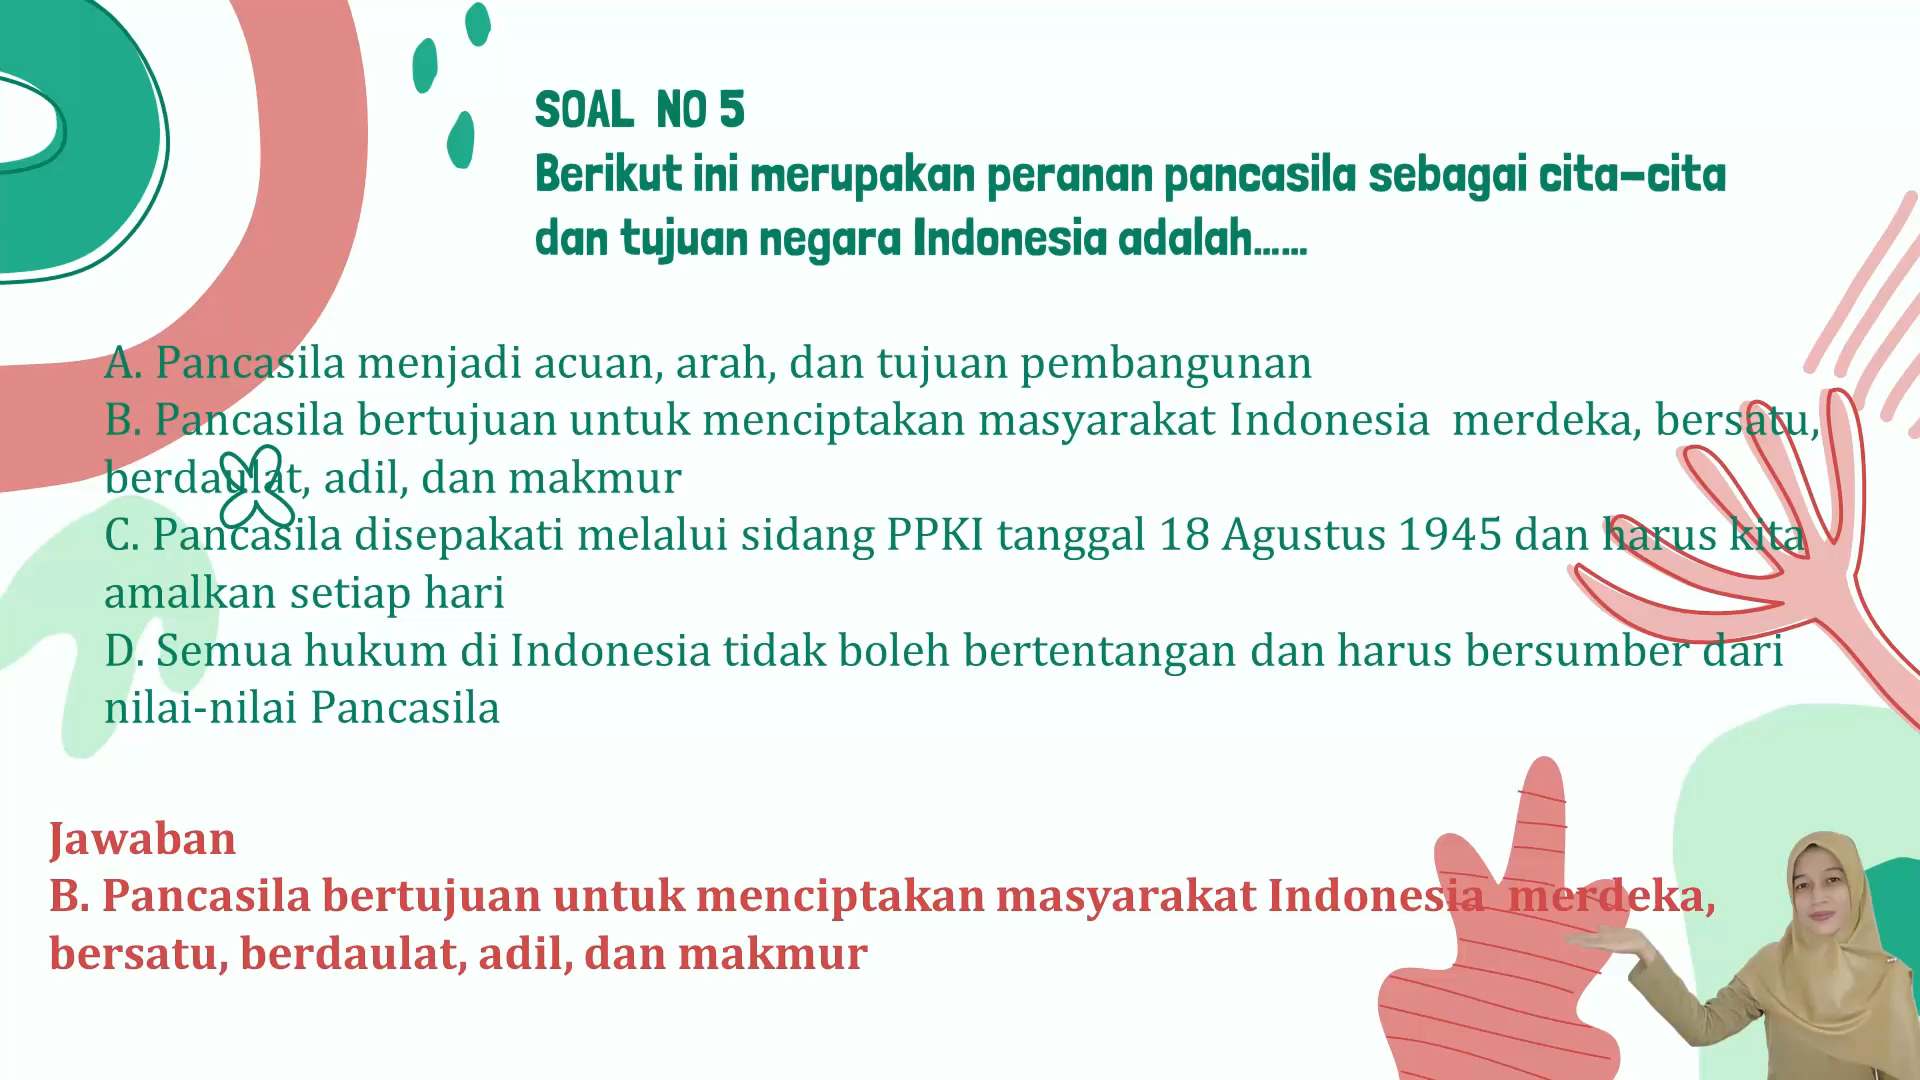 SOAL NO 5
Berikut ini merupakan peranan pancasila sebagai cita-cita
dan tujuan negara Indonesia adalah......
A. Pancasila menjadi acuan, arah, dan tujuan pembangunan
B. Pancasila bertujuan untuk menciptakan masyarakat Indonesia merdeka, bersatu,
berdaulat, adil, dan makmur
C. Pancasila disepakati melalui sidang PPKI tanggal 18 Agustus 1945 dan harus kita
amalkan setiap hari
D. Semua hukum di Indonesia tidak boleh bertentangan dan harus bersumber dari
nilai-nilai Pancasila
Jawaban
B. Pancasila bertujuan untuk menciptakan masyarakat Indonesia merdeka,
bersatu, berdaulat, adil, dan makmur